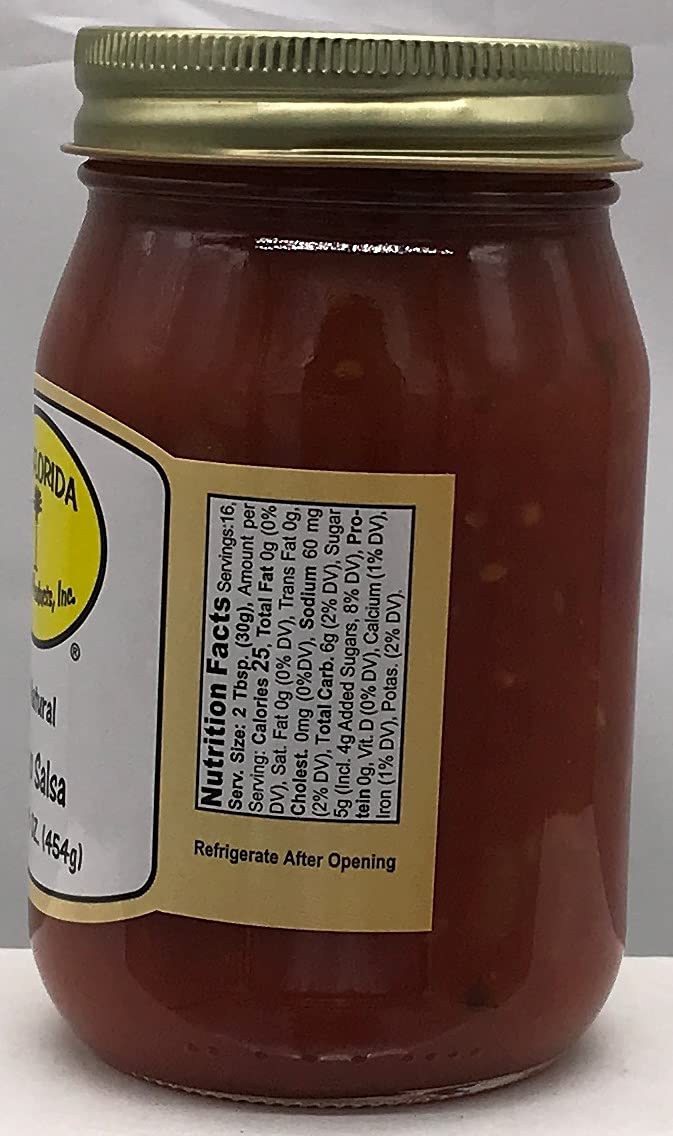 LORIDA
Inc.
®
Salsa
OZ. (454g)
Nutrition Facts Servings:16,
Serv. Size: 2 Tbsp. (30g), Amount per
Serving: Calories 25, Total Fat 0g (0%
DV), Sat. Fat 0g (0% DV), Trans Fat 0g,
Cholest. 0mg (0%DV), Sodium 60 mg
(2% DV), Total Carb. 6g (2% DV), Sugar
5g (Incl. 4g Added Sugars, 8% DV), Pro-
tein 0g, Vit. D (0% DV), Calcium (1% DV),
Iron (1% DV), Potas. (2% DV).
Refrigerate After Opening